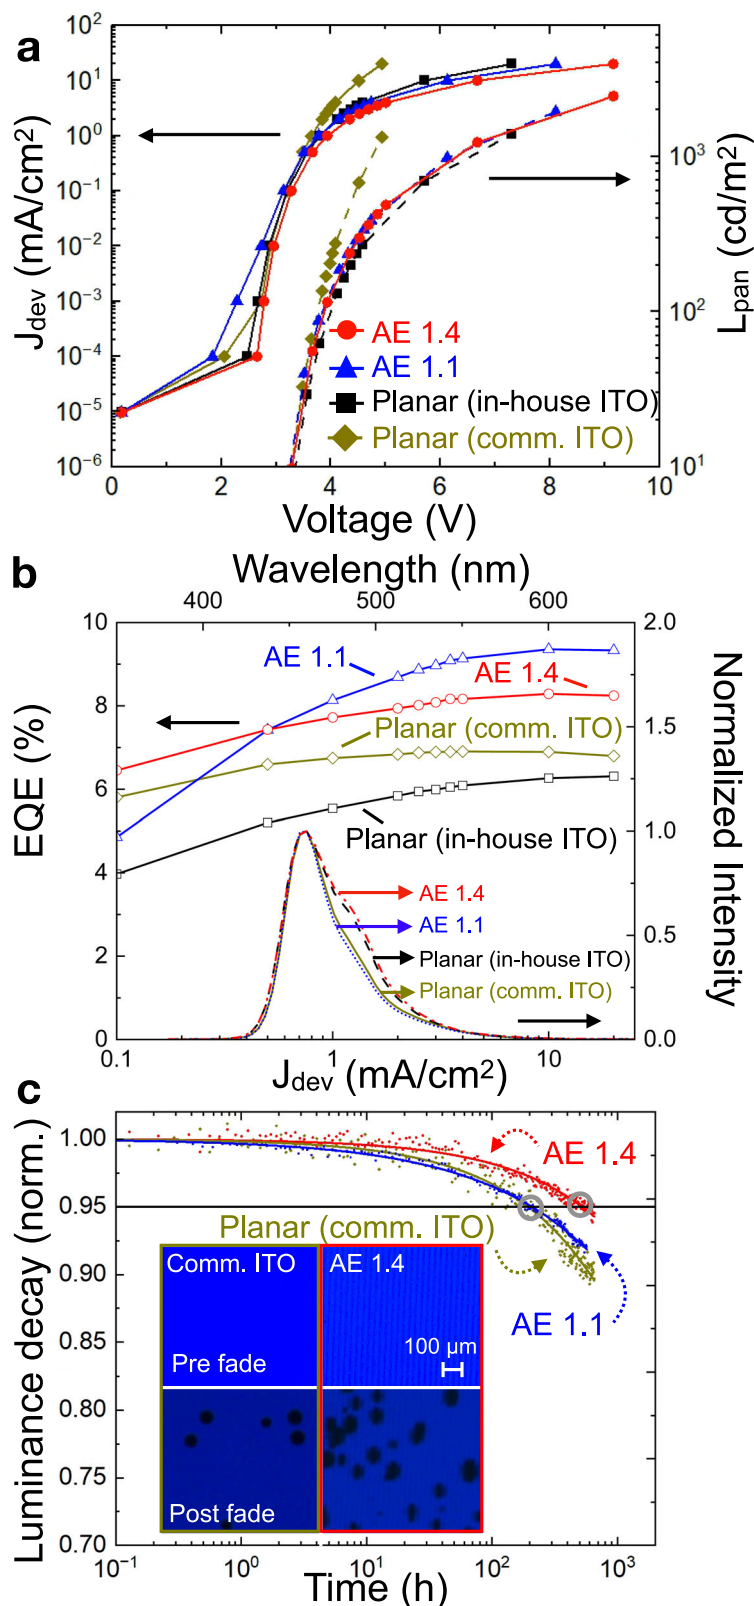 a
10²
10¹
10⁰
10⁻¹
10⁻²
10⁻³
10⁻⁴
10⁻⁵
10⁻⁶
J_dev (mA/cm²)
10³
10²
10¹
L_pan (cd/m²)
AE 1.4
AE 1.1
Planar (in-house ITO)
Planar (comm. ITO)
0 2 4 6 8 10
Voltage (V)
b
Wavelength (nm)
400 500 600
10
8
6
4
2
0
EQE (%)
2.0
1.5
1.0
0.5
0.0
Normalized Intensity
AE 1.1
AE 1.4
Planar (comm. ITO)
Planar (in-house ITO)
AE 1.4
AE 1.1
Planar (in-house ITO)
Planar (comm. ITO)
0.1 1 10
J_dev (mA/cm²)
c
1.00
0.95
0.90
0.85
0.80
0.75
0.70
Luminance decay (norm.)
AE 1.4
Planar (comm. ITO)
AE 1.1
Comm. ITO
AE 1.4
100 µm
Pre fade
Post fade
10⁻¹ 10⁰ 10¹ 10² 10³
Time (h)